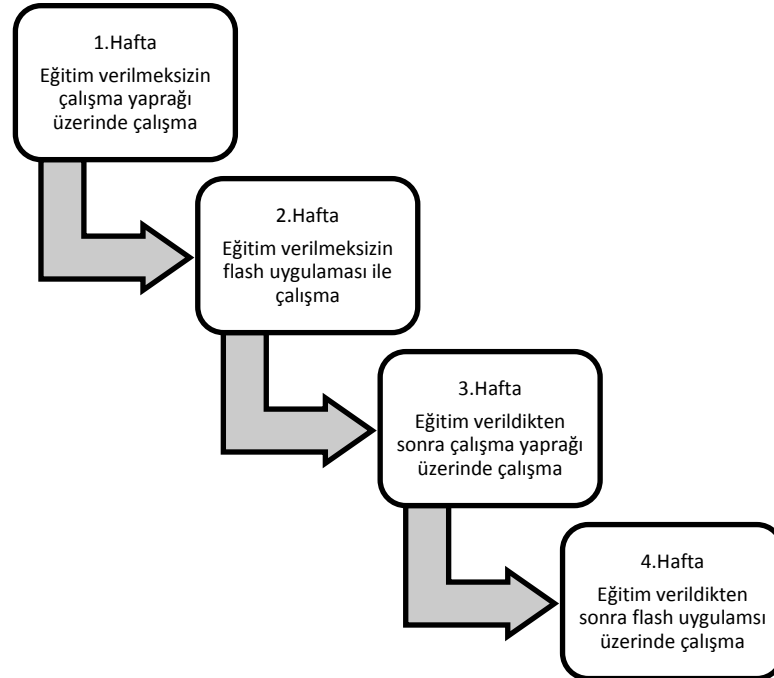 1.Hafta
Eğitim verilmeksizin
çalışma yaprağı
üzerinde çalışma
2.Hafta
Eğitim verilmeksizin
flash uygulaması ile
çalışma
3.Hafta
Eğitim verildikten
sonra çalışma yaprağı
üzerinde çalışma
4.Hafta
Eğitim verildikten
sonra flash uygulamsı
üzerinde çalışma